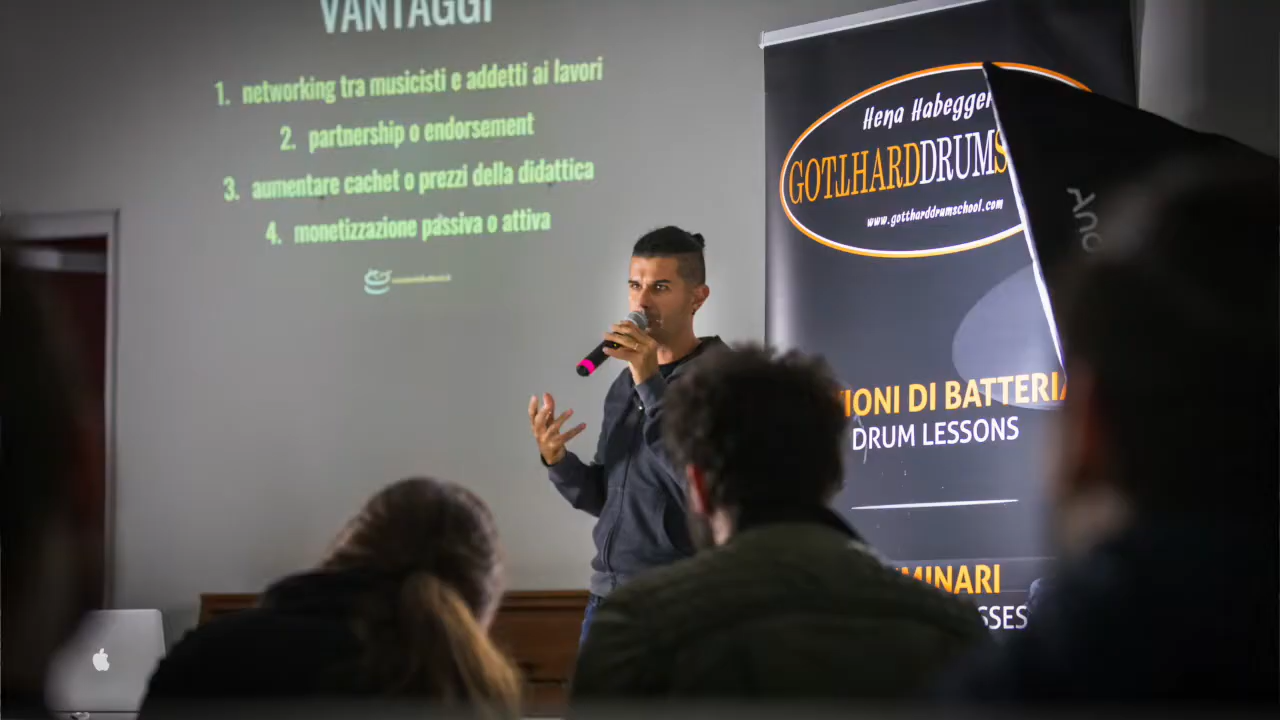 VANTAGGI
1. networking tra musicisti e addetti ai lavori
2. partnership o endorsement
3. aumentare cachet o prezzi della didattica
4. monetizzazione passiva o attiva
Hena Habegger
GOTTHARDDRUMS
www.gottharddrumschool.com
IONI DI BATTERIA
DRUM LESSONS
MINARI
SSES